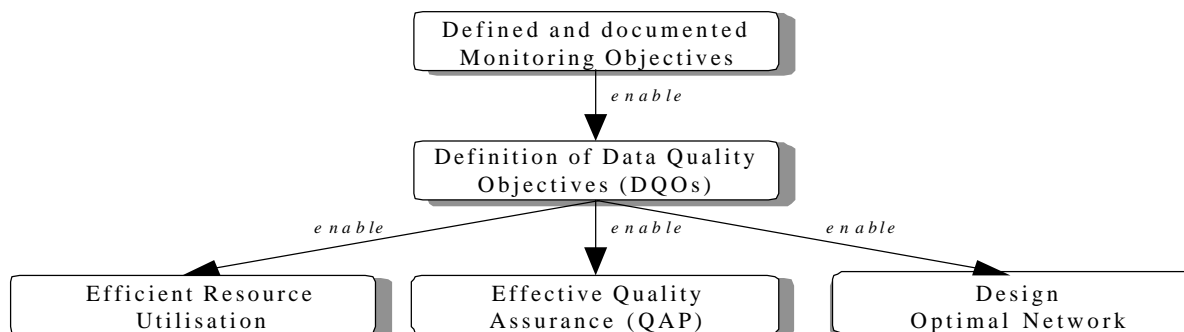 Defined and documented
Monitoring Objectives
enable
Definition of Data Quality
Objectives (DQOs)
enable
enable
enable
Efficient Resource
Utilisation
Effective Quality
Assurance (QAP)
Design
Optimal Network